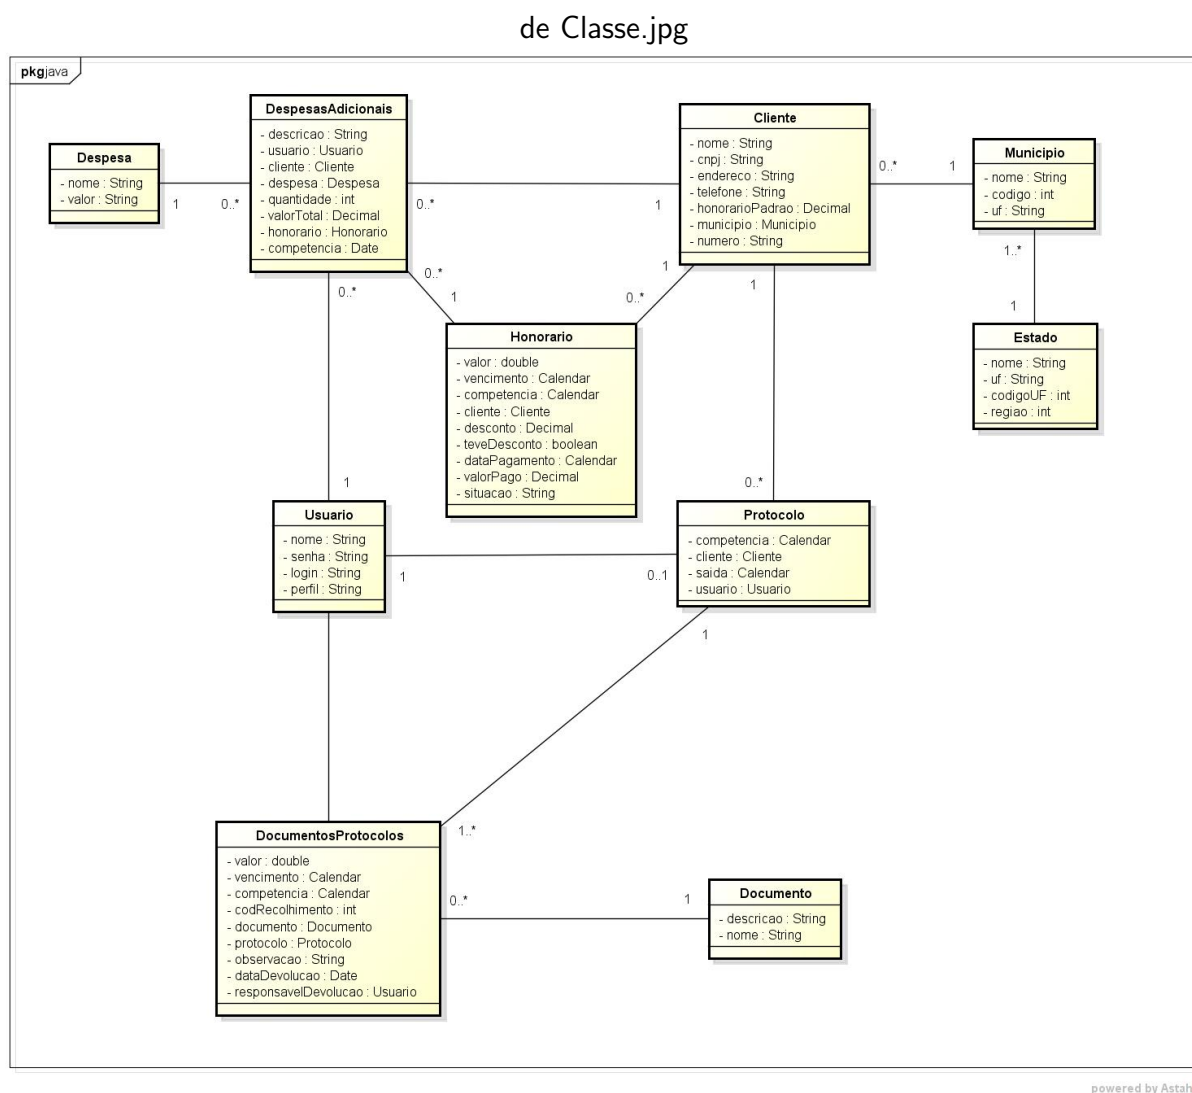 de Classe.jpg
pkgjava
DespesasAdicionais
- descricao : String
- usuario : Usuario
- cliente : Cliente
- despesa : Despesa
- quantidade : int
- valorTotal : Decimal
- honorario : Honorario
- competencia : Date
Cliente
- nome : String
- cnpj : String
- endereco : String
- telefone : String
- honorarioPadrao : Decimal
- municipio : Municipio
- numero : String
Despesa
- nome : String
- valor : String
Municipio
- nome : String
- codigo : int
- uf : String
1
0..*
0..*
1
0..*
1
0..*
1
1
0..*
1..*
1
0..*
1
Honorario
- valor : double
- vencimento : Calendar
- competencia : Calendar
- cliente : Cliente
- desconto : Decimal
- teveDesconto : boolean
- dataPagamento : Calendar
- valorPago : Decimal
- situacao : String
Estado
- nome : String
- uf : String
- codigoUF : int
- regiao : int
1
0..*
Usuario
- nome : String
- senha : String
- login : String
- perfil : String
Protocolo
- competencia : Calendar
- cliente : Cliente
- saida : Calendar
- usuario : Usuario
1
0..1
1
1..*
DocumentosProtocolos
- valor : double
- vencimento : Calendar
- competencia : Calendar
- codRecolhimento : int
- documento : Documento
- protocolo : Protocolo
- observacao : String
- dataDevolucao : Date
- responsavelDevolucao : Usuario
0..*
1
Documento
- descricao : String
- nome : String
powered by Astah